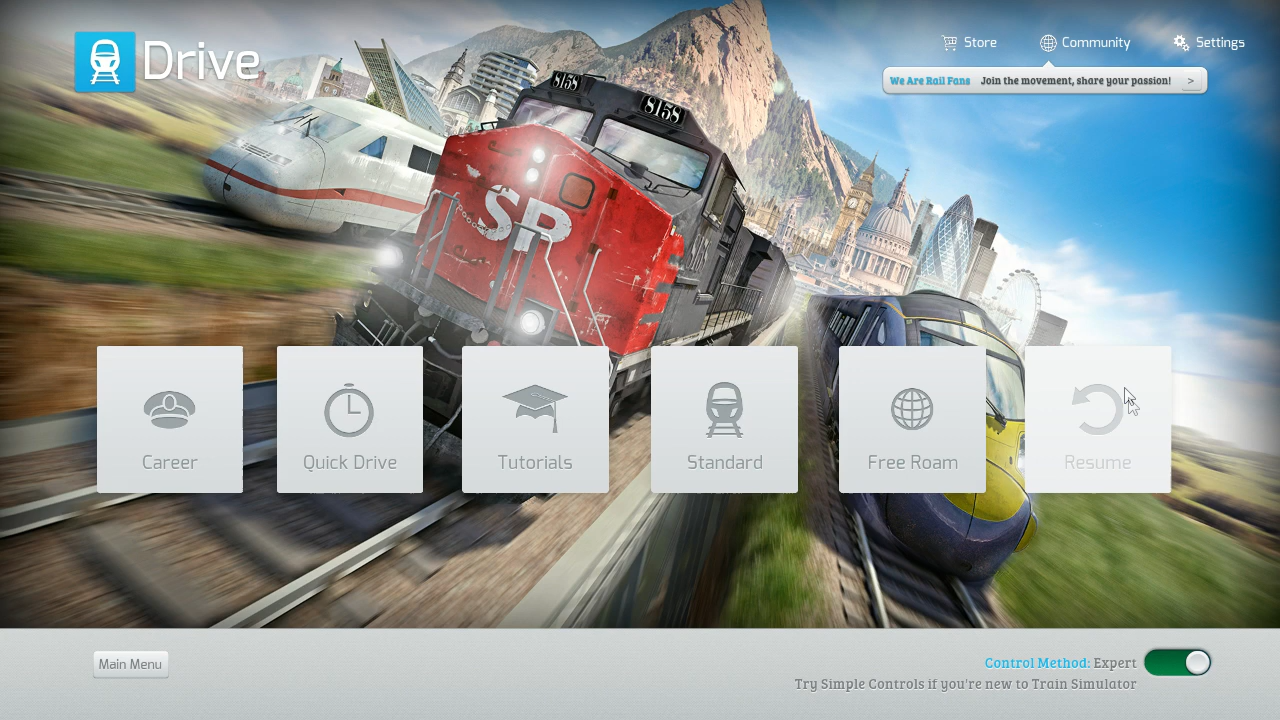 Drive
Store
Community
Settings
We Are Rail Fans Join the movement, share your passion! >
8158
8158
SP
Career
Quick Drive
Tutorials
Standard
Free Roam
Resume
Main Menu
Control Method: Expert
Try Simple Controls if you're new to Train Simulator